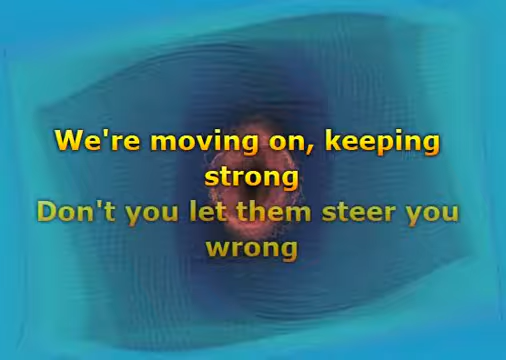 We're moving on, keeping
strong
Don't you let them steer you
wrong